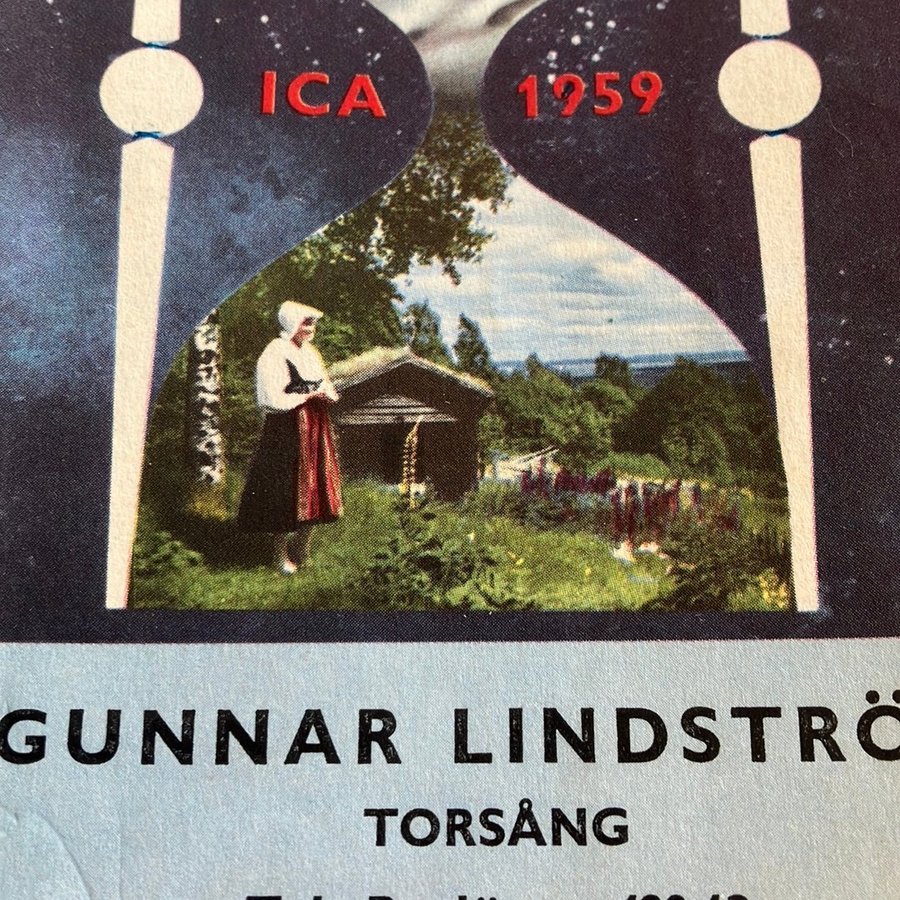 ICA 1959
GUNNAR LINDSTRÖ
TORSÅNG